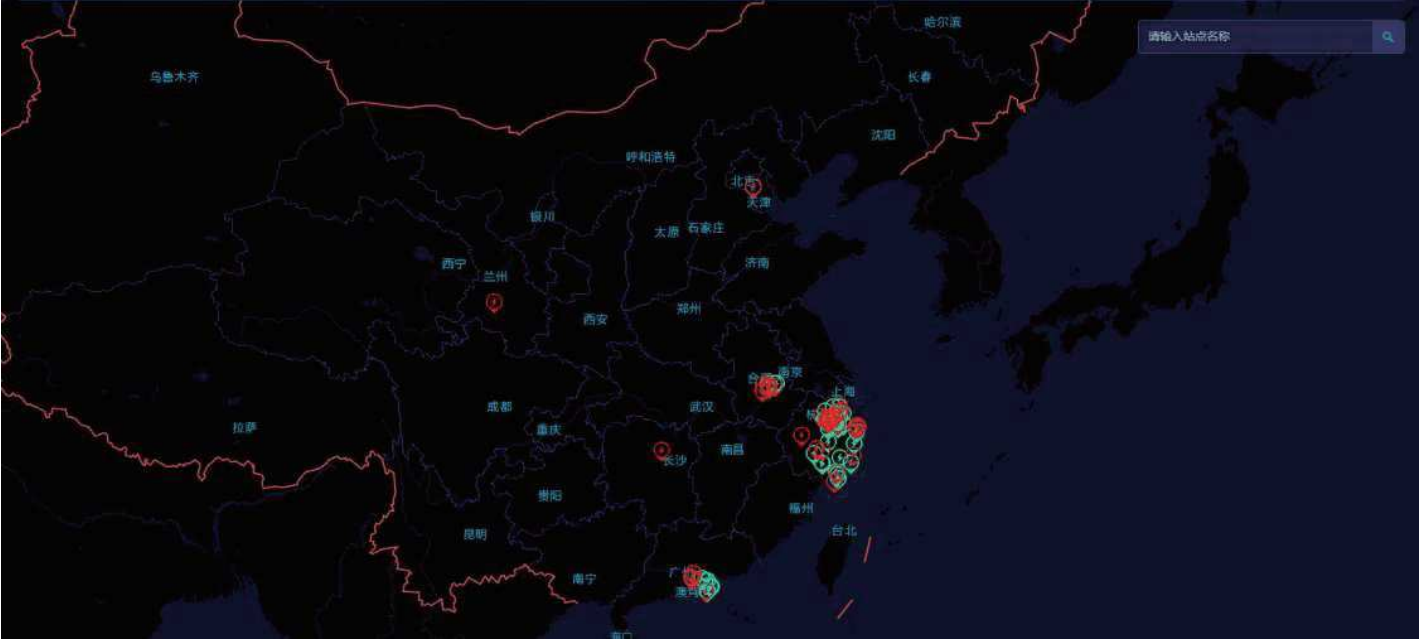 哈尔滨
请输入站点名称
乌鲁木齐
长春
沈阳
呼和浩特
北京
天津
银川
太原
石家庄
西宁
兰州
济南
郑州
西安
合
南京
上海
成都
武汉
杭
拉萨
重庆
长沙
南昌
贵阳
福州
昆明
台北
南宁
广州
澳
海口